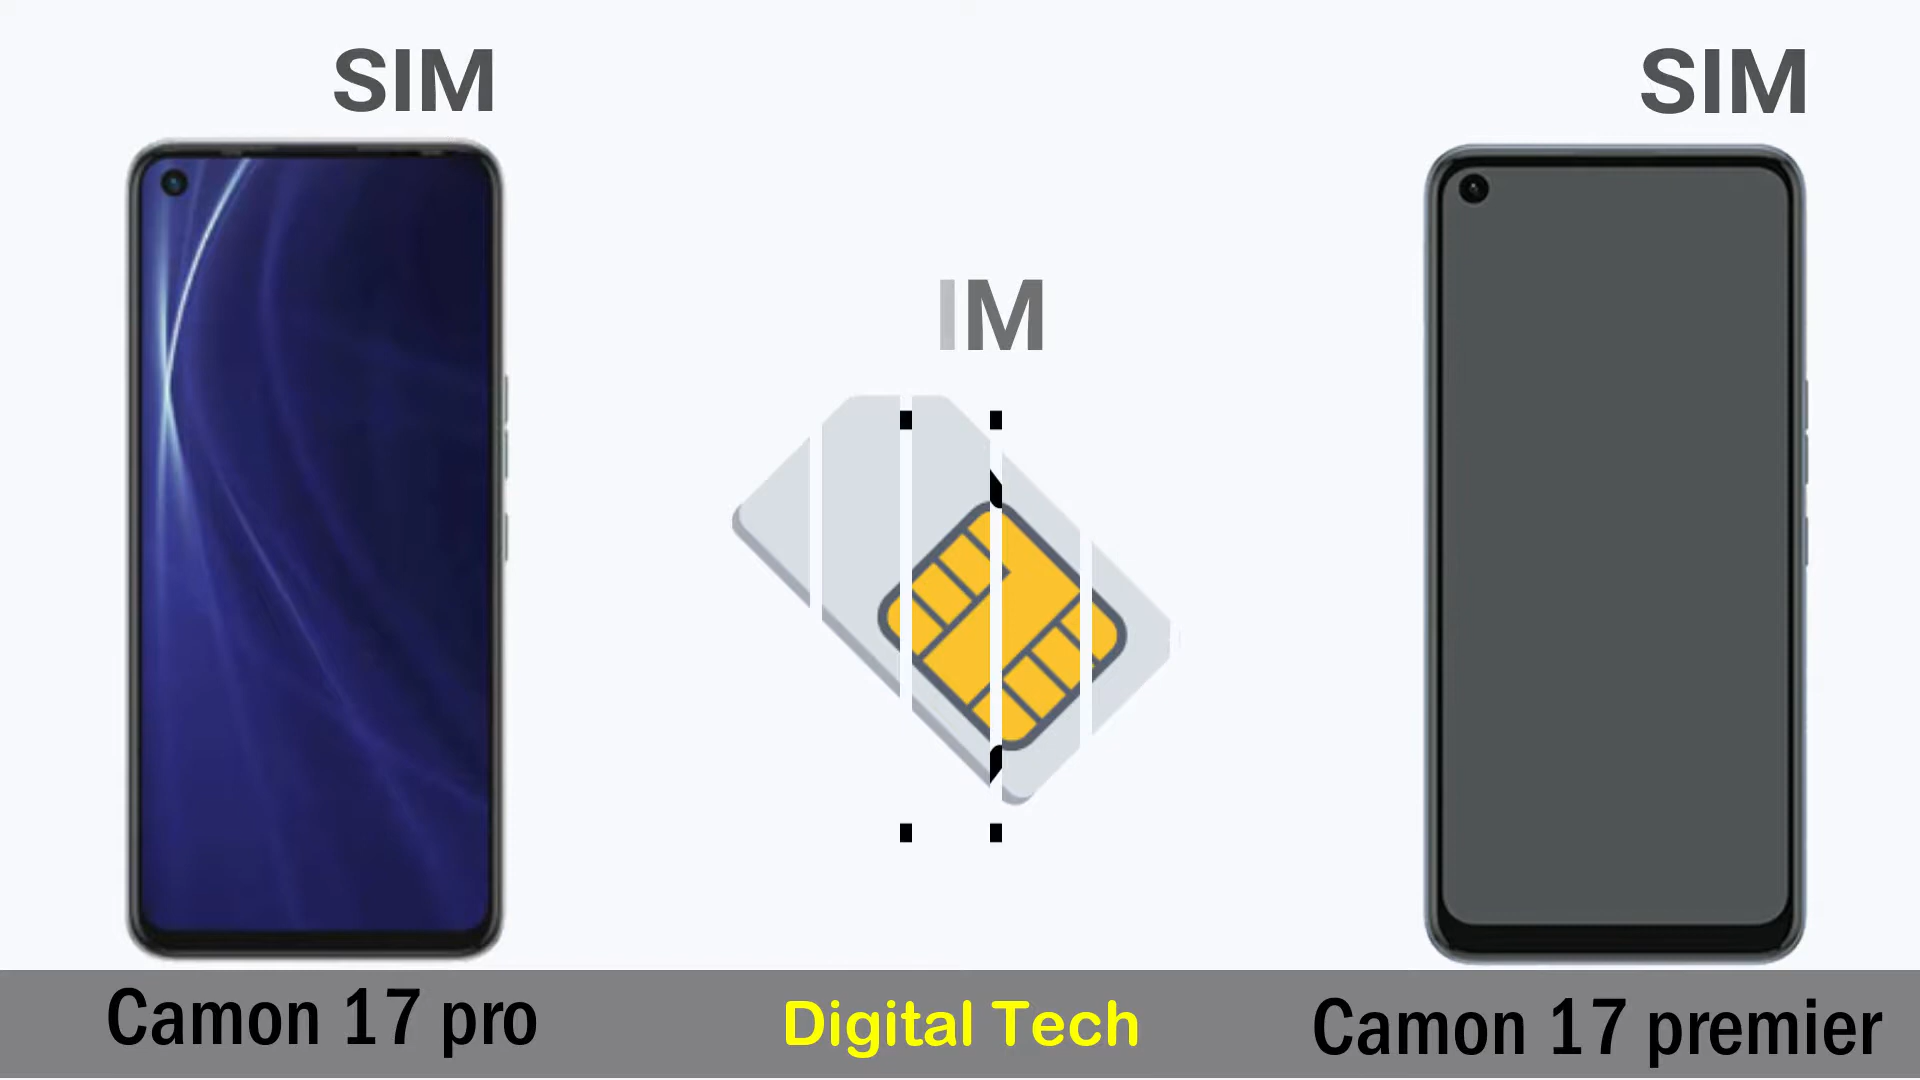 SIM
SIM
IM
Camon 17 pro
Digital Tech
Camon 17 premier